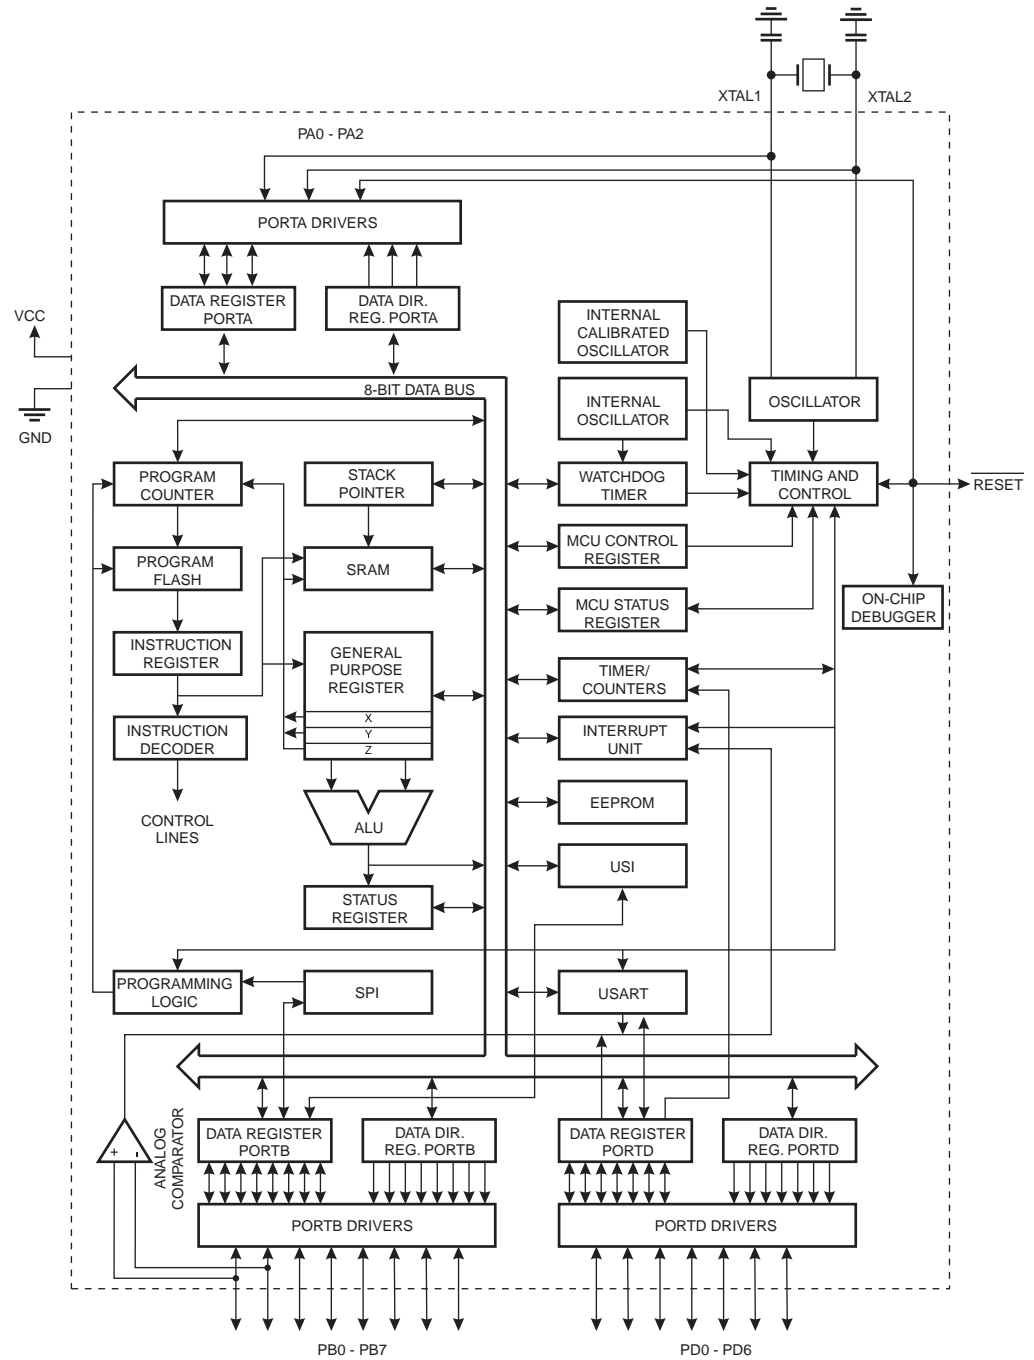 XTAL1
XTAL2
PA0 - PA2
PORTA DRIVERS
DATA REGISTER
PORTA
DATA DIR.
REG. PORTA
VCC
GND
INTERNAL
CALIBRATED
OSCILLATOR
8-BIT DATA BUS
INTERNAL
OSCILLATOR
OSCILLATOR
PROGRAM
COUNTER
STACK
POINTER
WATCHDOG
TIMER
TIMING AND
CONTROL
RESET
PROGRAM
FLASH
SRAM
MCU CONTROL
REGISTER
MCU STATUS
REGISTER
ON-CHIP
DEBUGGER
INSTRUCTION
REGISTER
GENERAL
PURPOSE
REGISTER
X
Y
Z
TIMER/
COUNTERS
INSTRUCTION
DECODER
INTERRUPT
UNIT
CONTROL
LINES
ALU
EEPROM
USI
STATUS
REGISTER
PROGRAMMING
LOGIC
SPI
USART
ANALOG
COMPARATOR
+
-
DATA REGISTER
PORTB
DATA DIR.
REG. PORTB
DATA REGISTER
PORTD
DATA DIR.
REG. PORTD
PORTB DRIVERS
PORTD DRIVERS
PB0 - PB7
PD0 - PD6